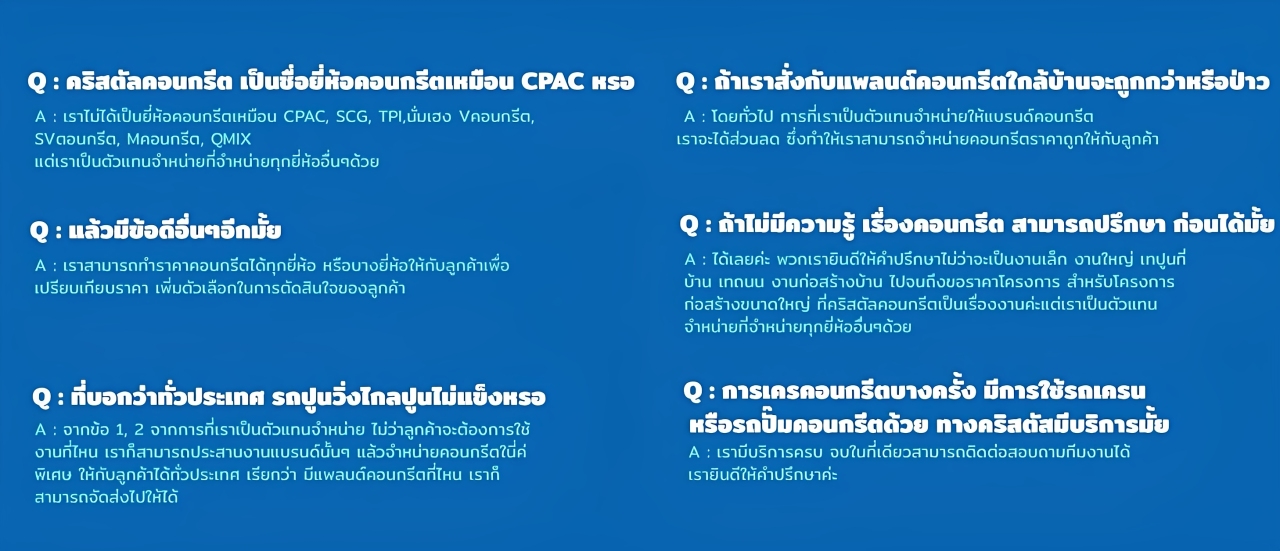 Q : คริสตัลคอนกรีต เป็นชื่อยี่ห้อคอนกรีตเหมือน CPAC หรอ
A : เราไม่ได้เป็นยี่ห้อคอนกรีตเหมือน CPAC, SCG, TPI,นั่มเฮง Vคอนกรีต,
SVตอนกรีต, Mคอนกรีต, QMIX
แต่เราเป็นตัวแทนจำหน่ายที่จำหน่ายทุกยี่ห้ออื่นๆด้วย
Q : แล้วมีข้อดีอื่นๆอีกมั้ย
A : เราสามารถทำราคาคอนกรีตได้ทุกยี่ห้อ หรือบางยี่ห้อให้กับลูกค้าเพื่อ
เปรียบเทียบราคา เพิ่มตัวเลือกในการตัดสินใจของลูกค้า
Q : ที่บอกว่าทั่วประเทศ รถปูนวิ่งไกลปูนไม่แข็งหรอ
A : จากข้อ 1, 2 จากการที่เราเป็นตัวแทนจำหน่าย ไม่ว่าลูกค้าจะต้องการใช้
งานที่ไหน เราก็สามารถประสานงานแบรนด์นั้นๆ แล้วจำหน่ายคอนกรีตในี่ค่
พิเศษ ให้กับลูกค้าได้ทั่วประเทศ เรียกว่า มีแพลนต์คอนกรีตที่ไหน เราก็
สามารถจัดส่งไปให้ได้
Q : ถ้าเราสั่งกับแพลนต์คอนกรีตใกล้บ้านจะถูกกว่าหรือป่าว
A : โดยทั่วไป การที่เราเป็นตัวแทนจำหน่ายให้แบรนด์คอนกรีต
เราจะได้ส่วนลด ซึ่งทำให้เราสามารถจำหน่ายคอนกรีตราคาถูกให้กับลูกค้า
Q : ถ้าไม่มีความรู้ เรื่องคอนกรีต สามารถปรึกษา ก่อนได้มั้ย
A : ได้เลยค่ะ พวกเรายินดีให้คำปรึกษาไม่ว่าจะเป็นงานเล็ก งานใหญ่ เทปูนที่
บ้าน เทถนน งานก่อสร้างบ้าน ไปจนถึงขอราคาโครงการ สำหรับโครงการ
ก่อสร้างขนาดใหญ่ ที่คริสตัลคอนกรีตเป็นเรื่องงานค่ะแต่เราเป็นตัวแทน
จำหน่ายที่จำหน่ายทุกยี่ห้ออื่นๆด้วย
Q : การเครคอนกรีตบางครั้ง มีการใช้รถเครน
หรือรถปั๊มคอนกรีตด้วย ทางคริสตัสมีบริการมั้ย
A : เรามีบริการครบ จบในที่เดียวสามารถติดต่อสอบถามทีมงานได้
เรายินดีให้คำปรึกษาค่ะ